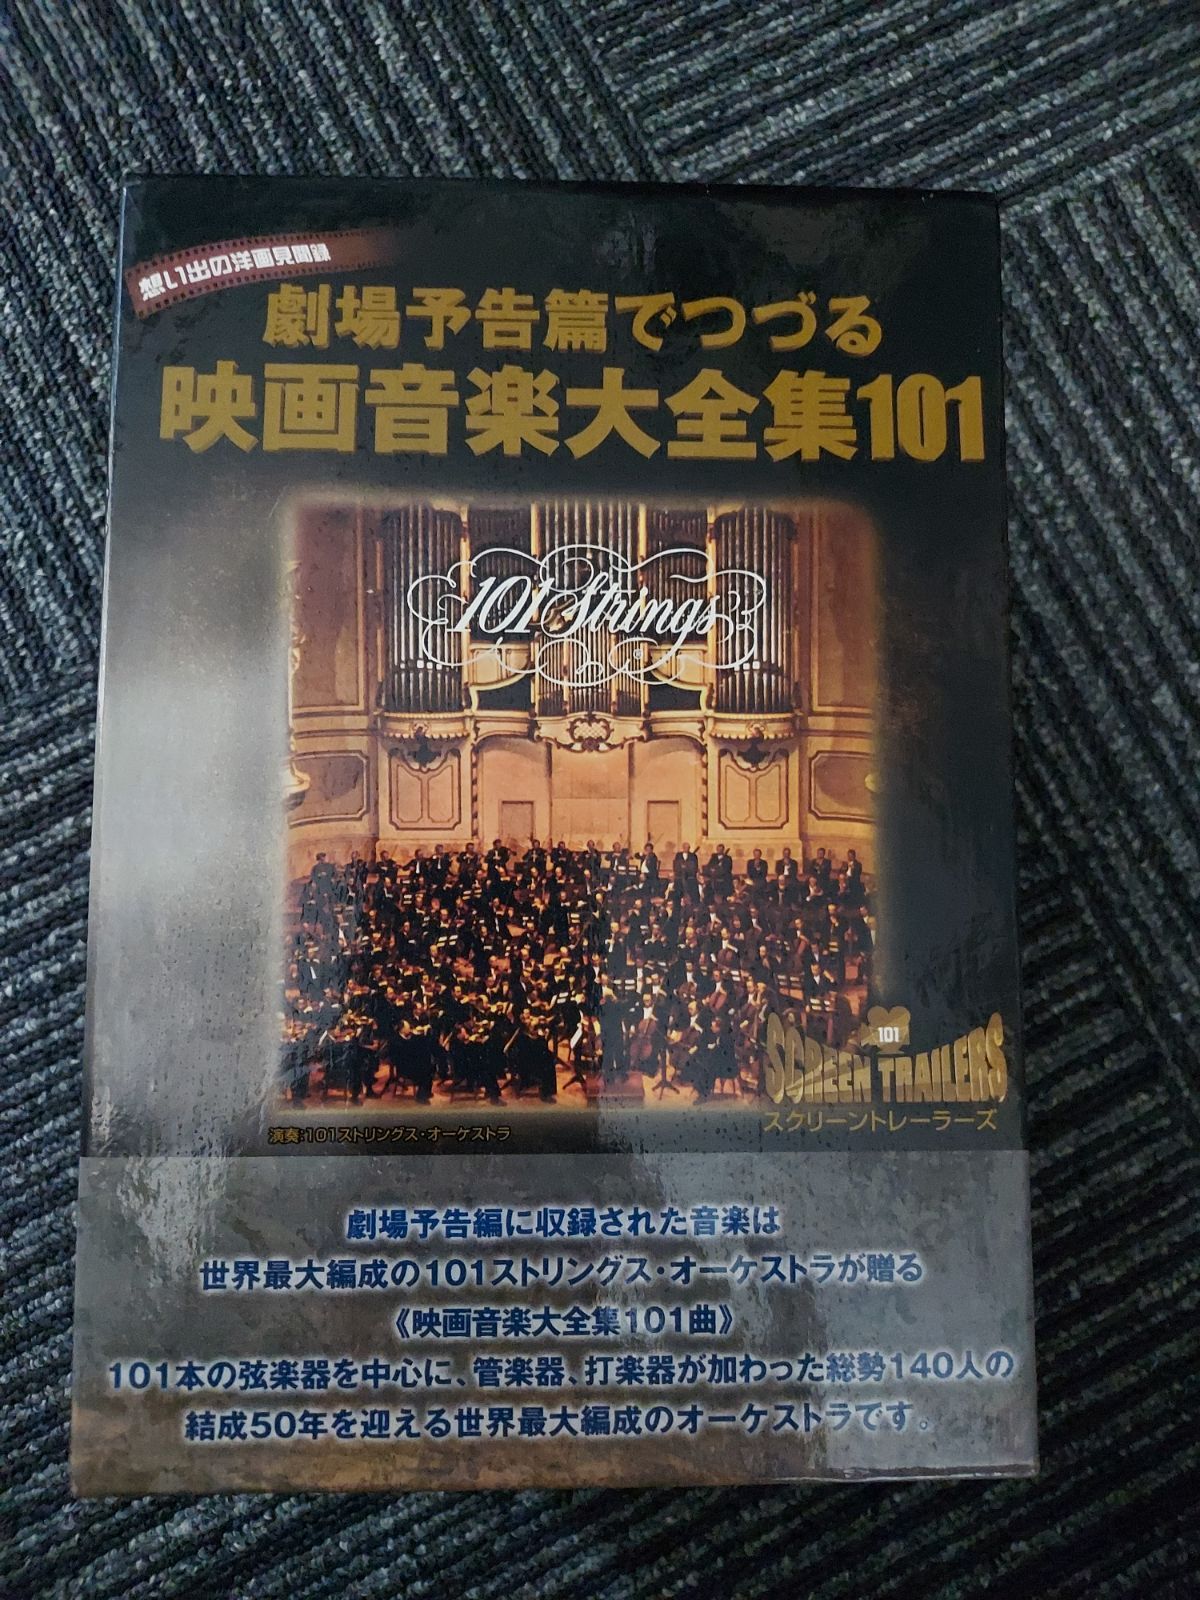 想い出の洋画見聞録
劇場予告篇でつづる
映画音楽大全集101
101 Strings
®
101
SCREEN TRAILERS
スクリーントレーラーズ
演奏:101ストリングス・オーケストラ
劇場予告編に収録された音楽は
世界最大編成の101ストリングス・オーケストラが贈る
《映画音楽大全集101曲》
101本の弦楽器を中心に、管楽器、打楽器が加わった総勢140人の
結成50年を迎える世界最大編成のオーケストラです。